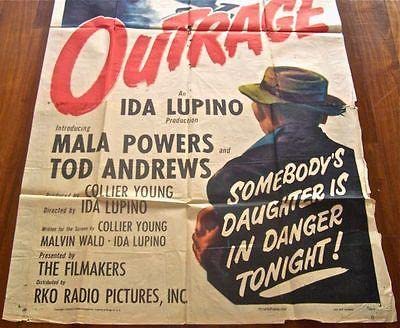 OUTRAGE
An
IDA LUPINO
Production
Introducing
MALA POWERS and
TOD ANDREWS
Produced by COLLIER YOUNG
Directed by IDA LUPINO
Written for the Screen by COLLIER YOUNG
MALVIN WALD · IDA LUPINO
Presented by
THE FILMAKERS
Distributed by
RKO RADIO PICTURES, INC.
SOMEBODY'S
DAUGHTER IS
IN DANGER
TONIGHT!